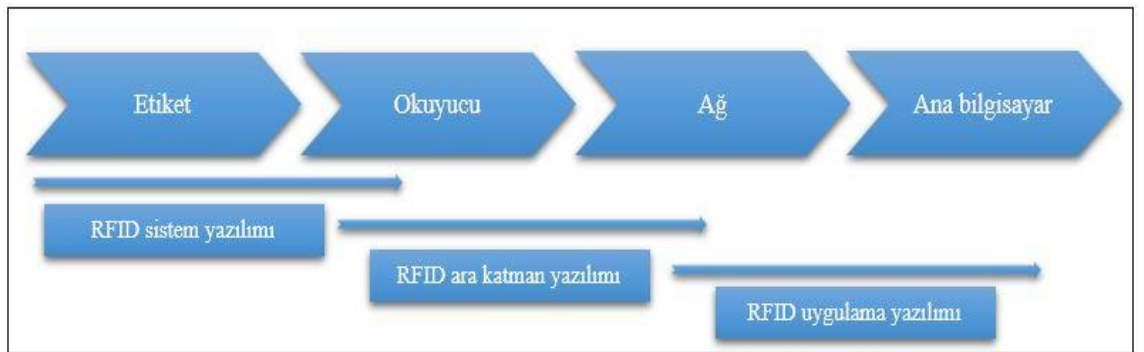 Etiket
Okuyucu
Ağ
Ana bilgisayar
RFID sistem yazılımı
RFID ara katman yazılımı
RFID uygulama yazılımı